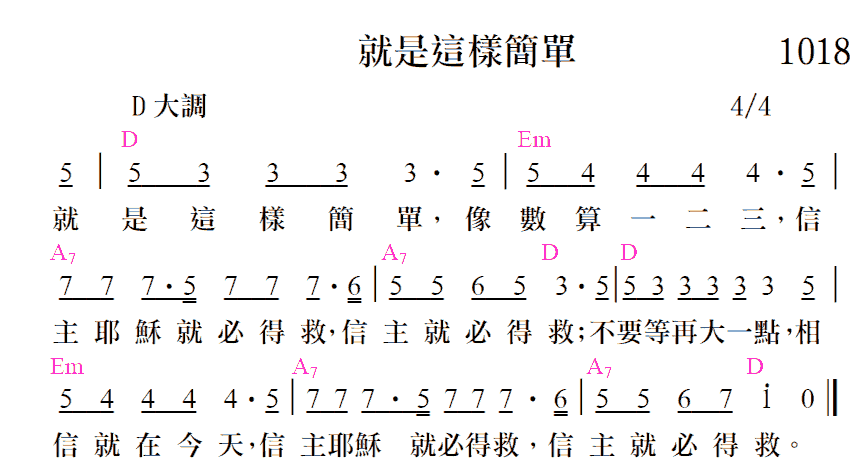 就是這樣簡單 1018
D 大調 4/4
D Em
5 | 5 3 3 3 3 · 5 | 5 4 4 4 4 · 5 |
就 是 這 樣 簡 單，像 數 算 一 二 三，信
A7 A7 D D
7 7 7 · 5 7 7 7 · 6 | 5 5 6 5 3 · 5 | 5 3 3 3 3 3 5 |
主 耶 穌 就 必 得 救，信 主 就 必 得 救；不要等再大一點，相
Em A7 A7 D
5 4 4 4 4 · 5 | 7 7 7 · 5 7 7 7 · 6 | 5 5 6 7 i 0 ‖
信 就 在 今 天，信 主耶穌 就必得救，信 主 就 必 得 救。